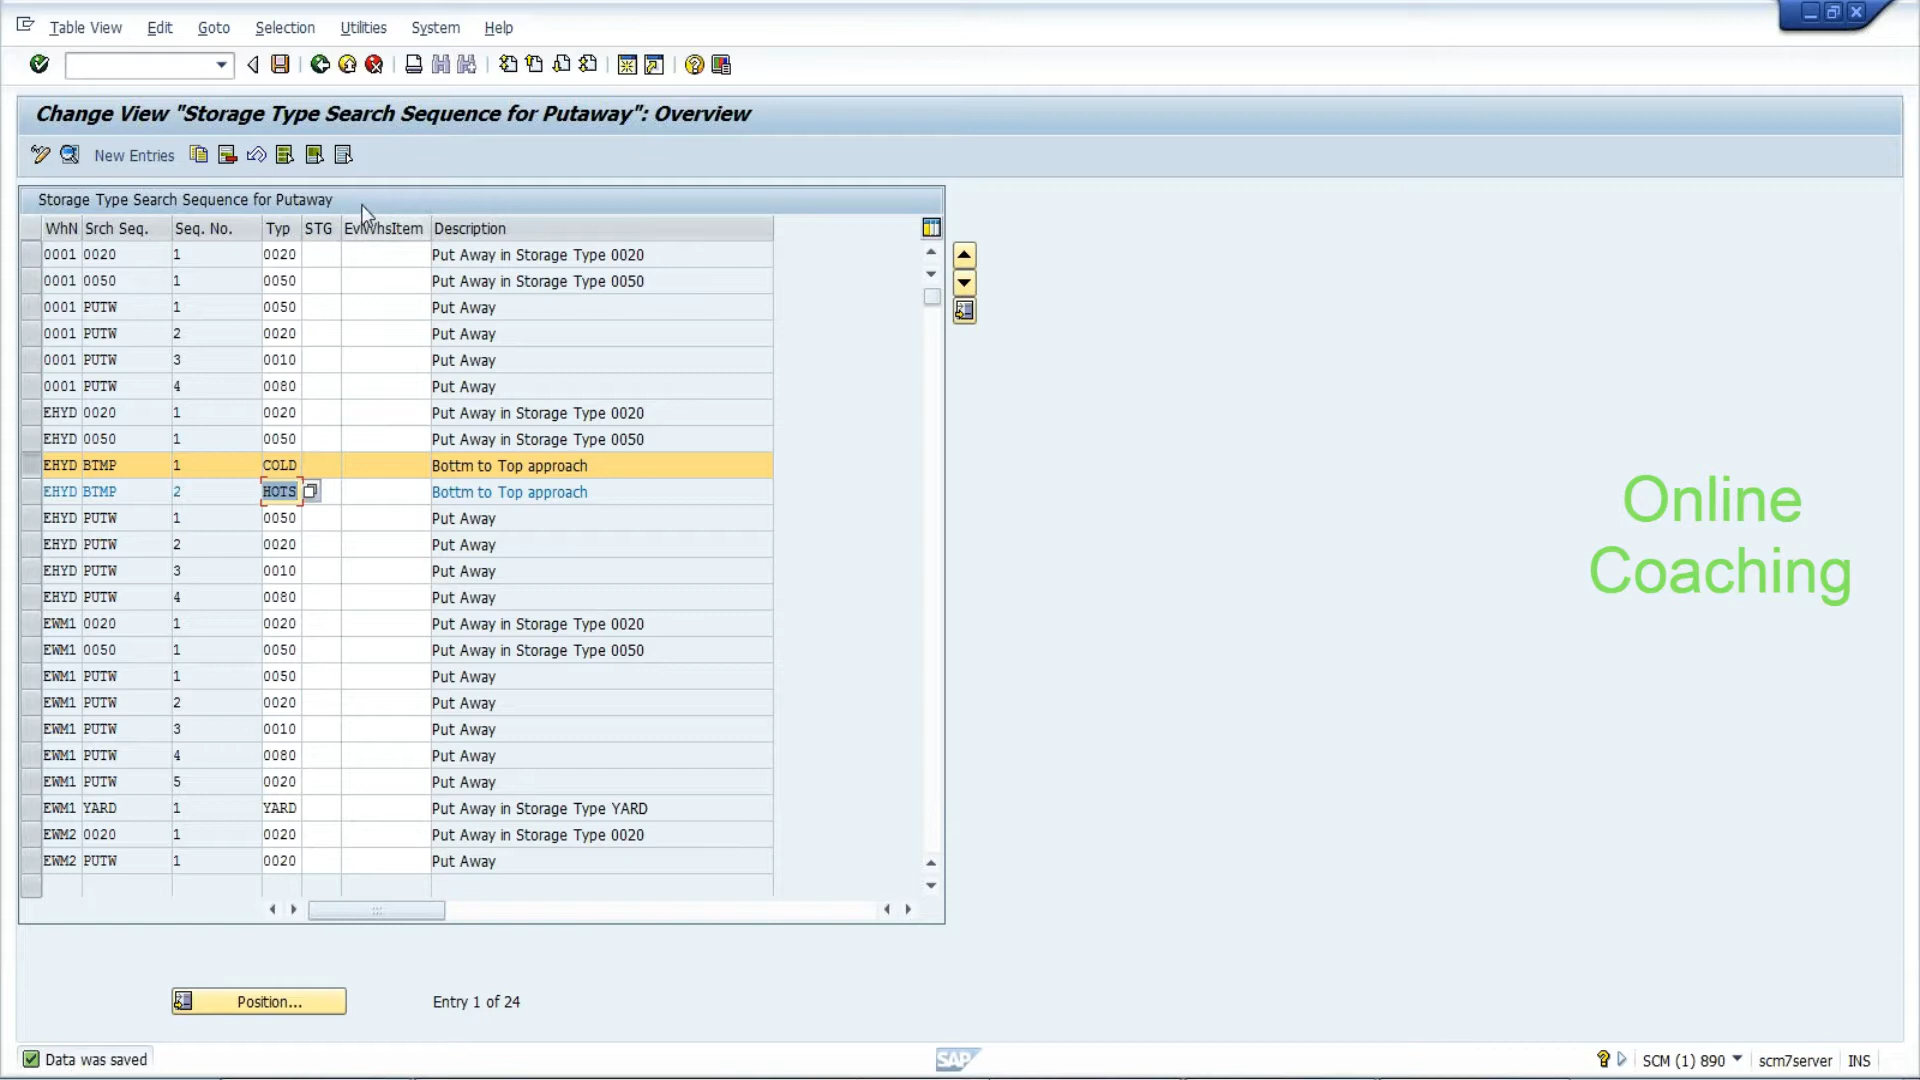 Table View Edit Goto Selection Utilities System Help
Change View "Storage Type Search Sequence for Putaway": Overview
New Entries
Storage Type Search Sequence for Putaway
WhN Srch Seq. Seq. No. Typ STG EvWhsItem Description
0001 0020 1 0020 Put Away in Storage Type 0020
0001 0050 1 0050 Put Away in Storage Type 0050
0001 PUTW 1 0050 Put Away
0001 PUTW 2 0020 Put Away
0001 PUTW 3 0010 Put Away
0001 PUTW 4 0080 Put Away
EHYD 0020 1 0020 Put Away in Storage Type 0020
EHYD 0050 1 0050 Put Away in Storage Type 0050
EHYD BTMP 1 COLD Bottm to Top approach
EHYD BTMP 2 HOTS Bottm to Top approach
EHYD PUTW 1 0050 Put Away
EHYD PUTW 2 0020 Put Away
EHYD PUTW 3 0010 Put Away
EHYD PUTW 4 0080 Put Away
EWM1 0020 1 0020 Put Away in Storage Type 0020
EWM1 0050 1 0050 Put Away in Storage Type 0050
EWM1 PUTW 1 0050 Put Away
EWM1 PUTW 2 0020 Put Away
EWM1 PUTW 3 0010 Put Away
EWM1 PUTW 4 0080 Put Away
EWM1 PUTW 5 0020 Put Away
EWM1 YARD 1 YARD Put Away in Storage Type YARD
EWM2 0020 1 0020 Put Away in Storage Type 0020
EWM2 PUTW 1 0020 Put Away
Online
Coaching
Position... Entry 1 of 24
Data was saved SAP SCM (1) 890 scm7server INS